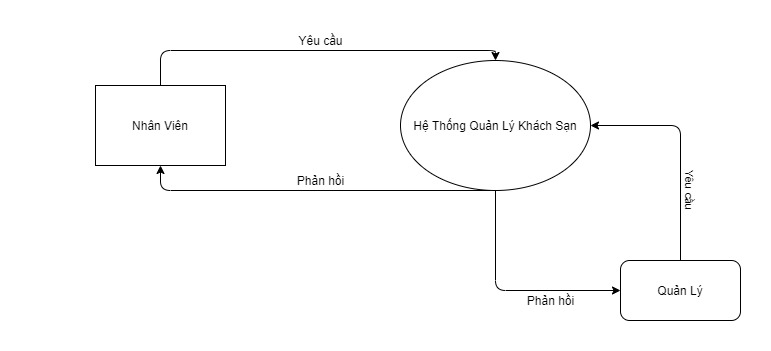 Yêu cầu
Nhân Viên
Hệ Thống Quản Lý Khách Sạn
Phản hồi
Yêu cầu
Quản Lý
Phản hồi